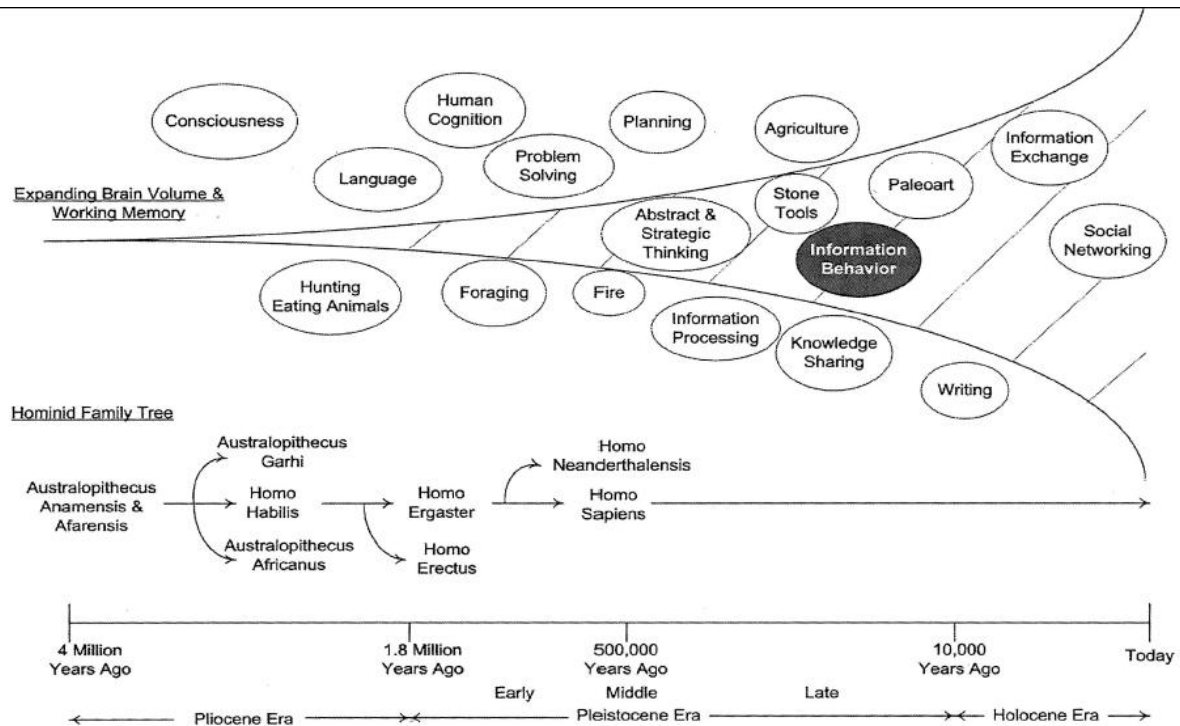 Consciousness
Human
Cognition
Planning
Agriculture
Information
Exchange
Language
Problem
Solving
Paleoart
Expanding Brain Volume &
Working Memory
Stone
Tools
Abstract &
Strategic
Thinking
Information
Behavior
Social
Networking
Hunting
Eating Animals
Foraging
Fire
Information
Processing
Knowledge
Sharing
Writing
Hominid Family Tree
Australopithecus
Garhi
Homo
Neanderthalensis
Australopithecus
Anamensis &
Afarensis
Homo
Habilis
Homo
Ergaster
Homo
Sapiens
Australopithecus
Africanus
Homo
Erectus
4 Million
Years Ago
1.8 Million
Years Ago
500,000
Years Ago
10,000
Years Ago
Today
Early Middle Late
Pliocene Era Pleistocene Era Holocene Era